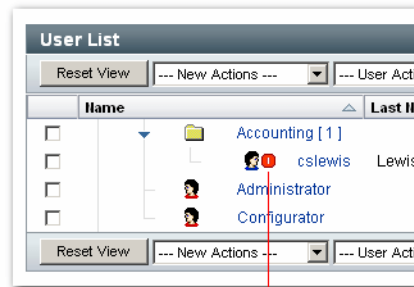 User List
Reset View --- New Actions --- --- User Acti
Name Last N
Accounting [ 1 ]
cslewis Lewis
Administrator
Configurator
Reset View --- New Actions --- --- User Acti